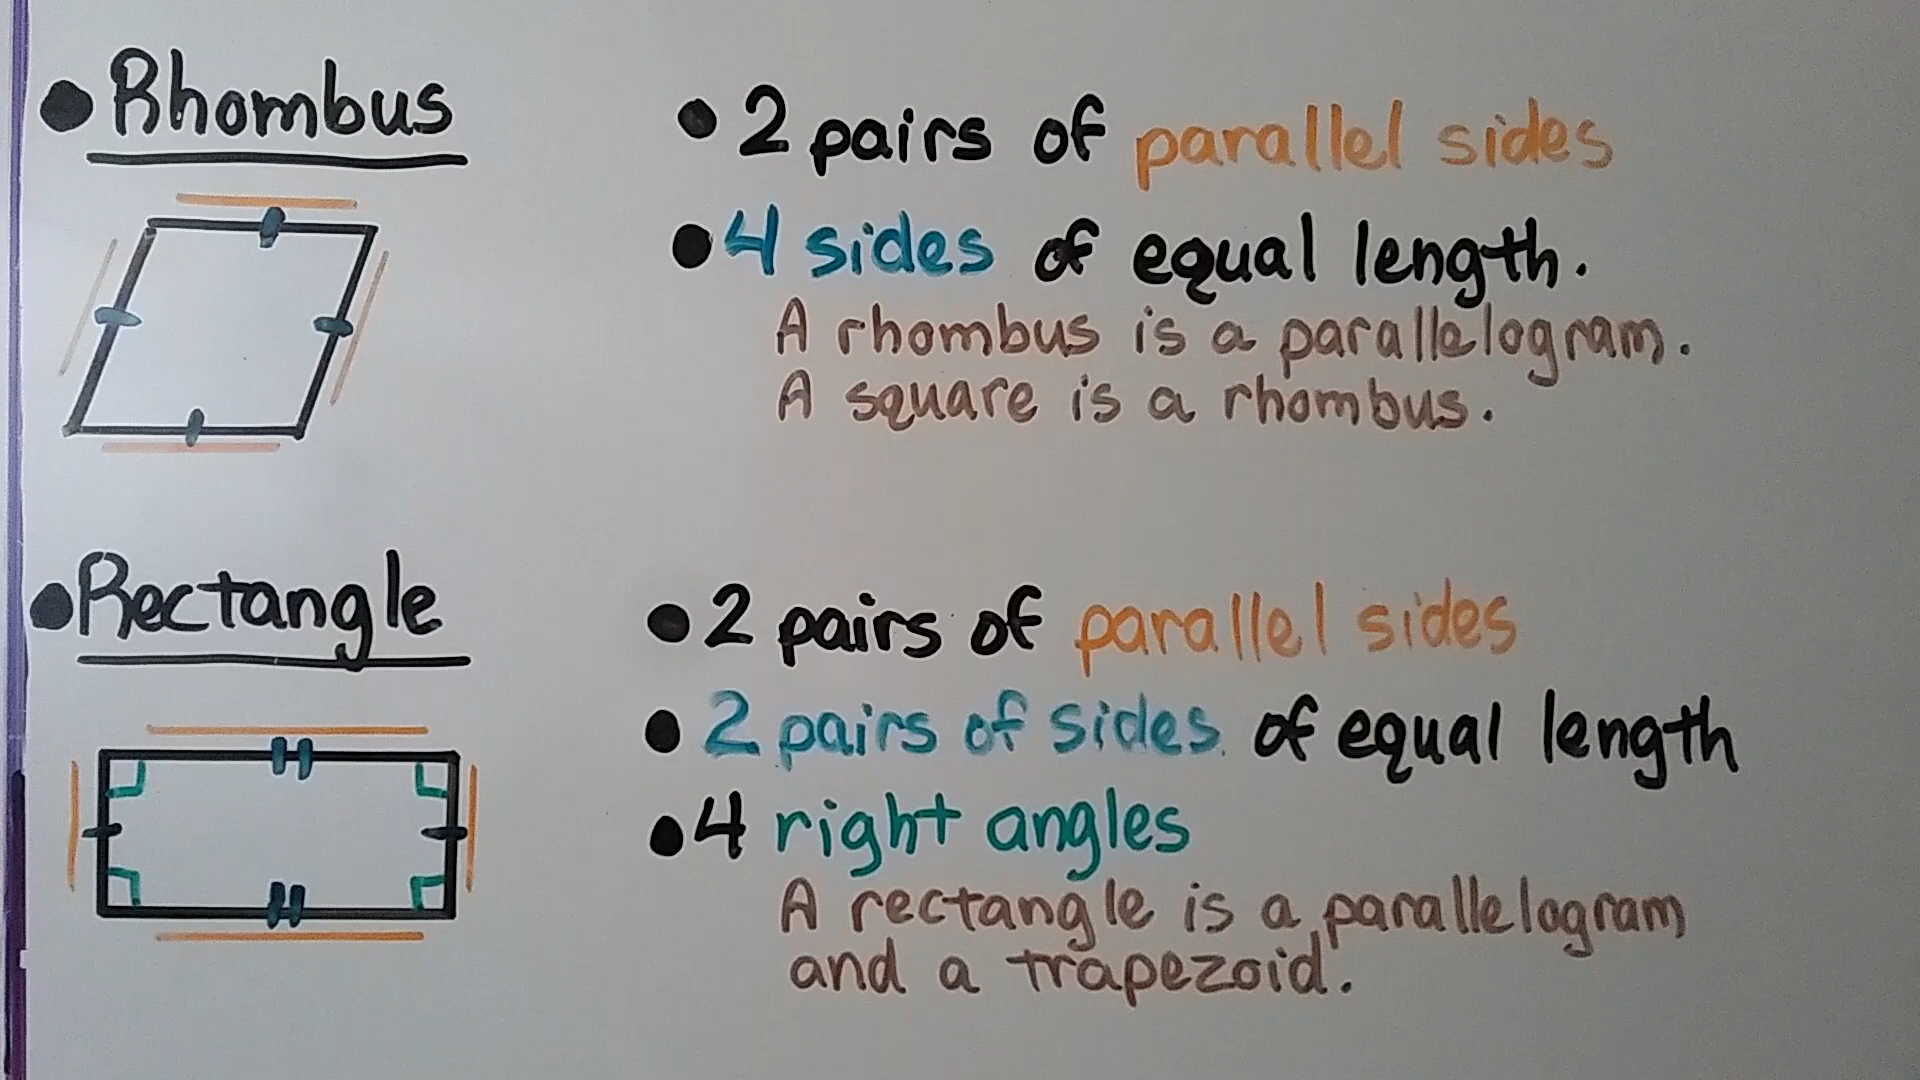 • Rhombus
• 2 pairs of parallel sides
• 4 sides of equal length.
A rhombus is a parallelogram.
A square is a rhombus.
• Rectangle
• 2 pairs of parallel sides
• 2 pairs of sides of equal length
• 4 right angles
A rectangle is a parallelogram
and a trapezoid.